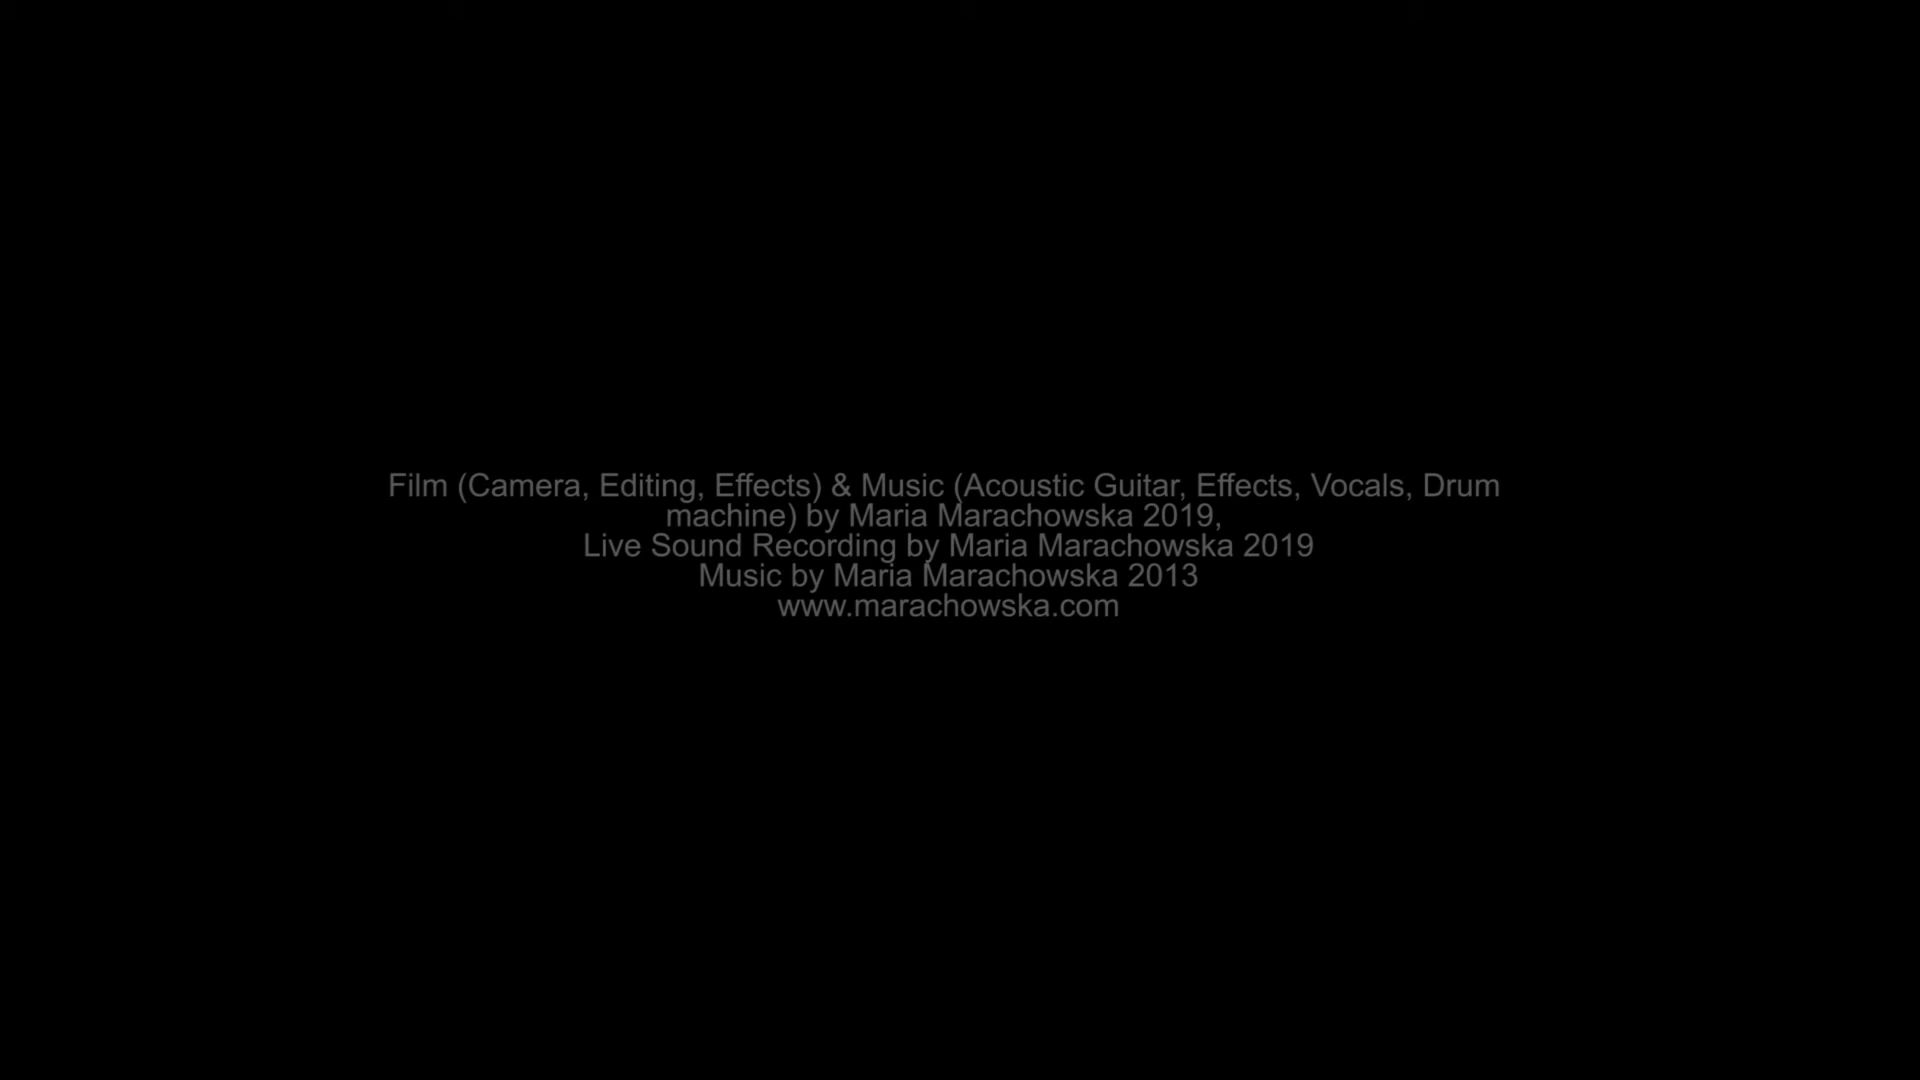 Film (Camera, Editing, Effects) & Music (Acoustic Guitar, Effects, Vocals, Drum
machine) by Maria Marachowska 2019,
Live Sound Recording by Maria Marachowska 2019
Music by Maria Marachowska 2013
www.marachowska.com